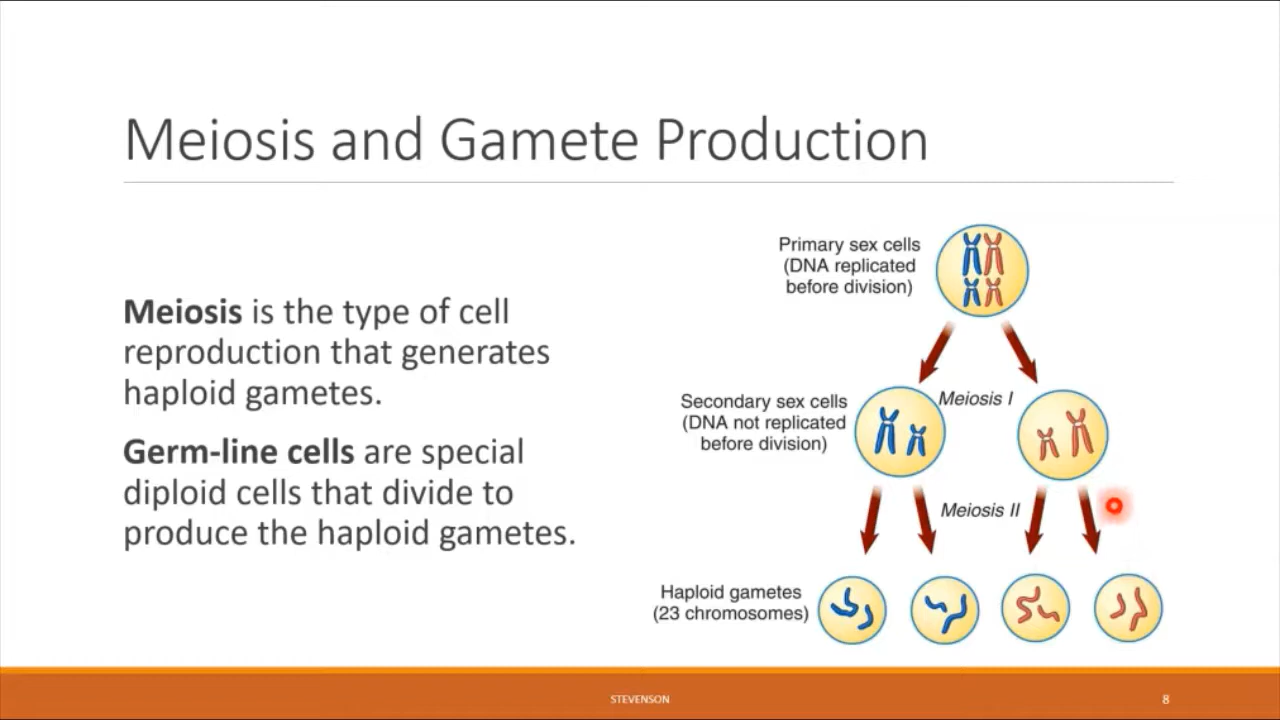 Meiosis and Gamete Production
Meiosis is the type of cell
reproduction that generates
haploid gametes.
Germ-line cells are special
diploid cells that divide to
produce the haploid gametes.
Primary sex cells
(DNA replicated
before division)
Meiosis I
Secondary sex cells
(DNA not replicated
before division)
Meiosis II
Haploid gametes
(23 chromosomes)
STEVENSON
8